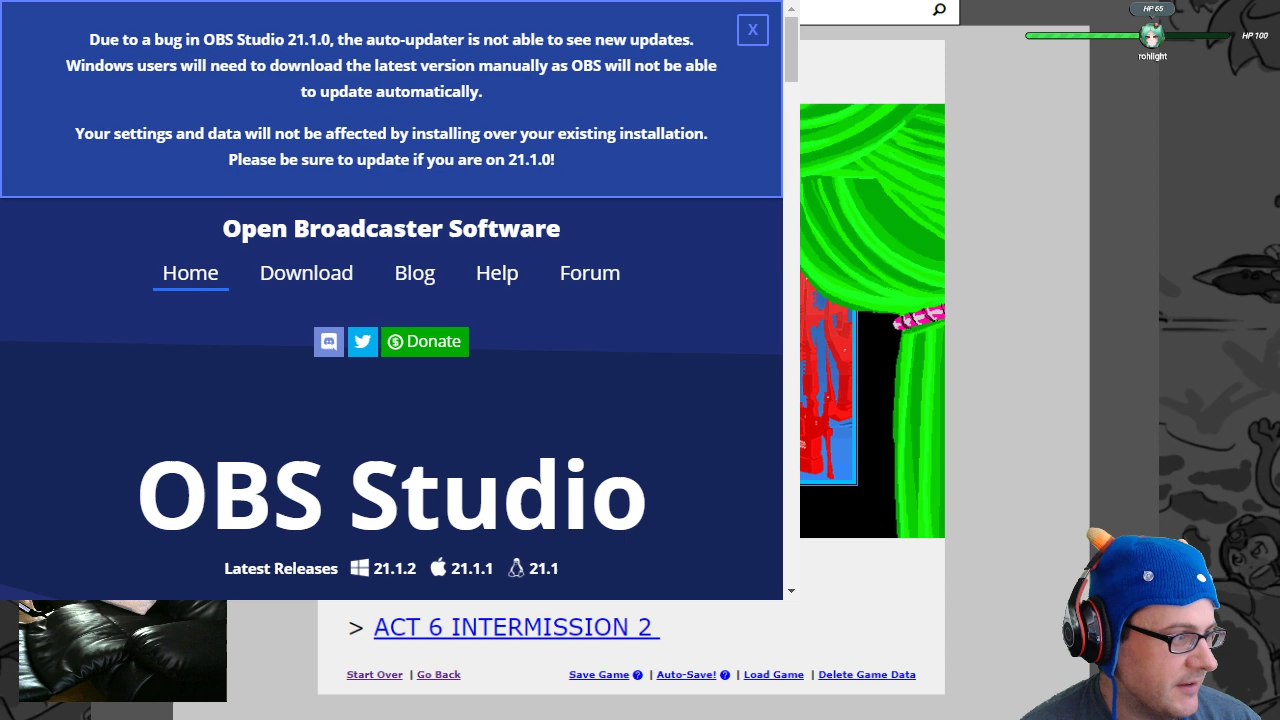 Due to a bug in OBS Studio 21.1.0, the auto-updater is not able to see new updates.
Windows users will need to download the latest version manually as OBS will not be able
to update automatically.
X
Your settings and data will not be affected by installing over your existing installation.
Please be sure to update if you are on 21.1.0!
HP 65
HP 100
rohlight
Open Broadcaster Software
Home Download Blog Help Forum
Donate
OBS Studio
Latest Releases 21.1.2 21.1.1 21.1
> ACT 6 INTERMISSION 2
Start Over | Go Back Save Game ? | Auto-Save! ? | Load Game | Delete Game Data